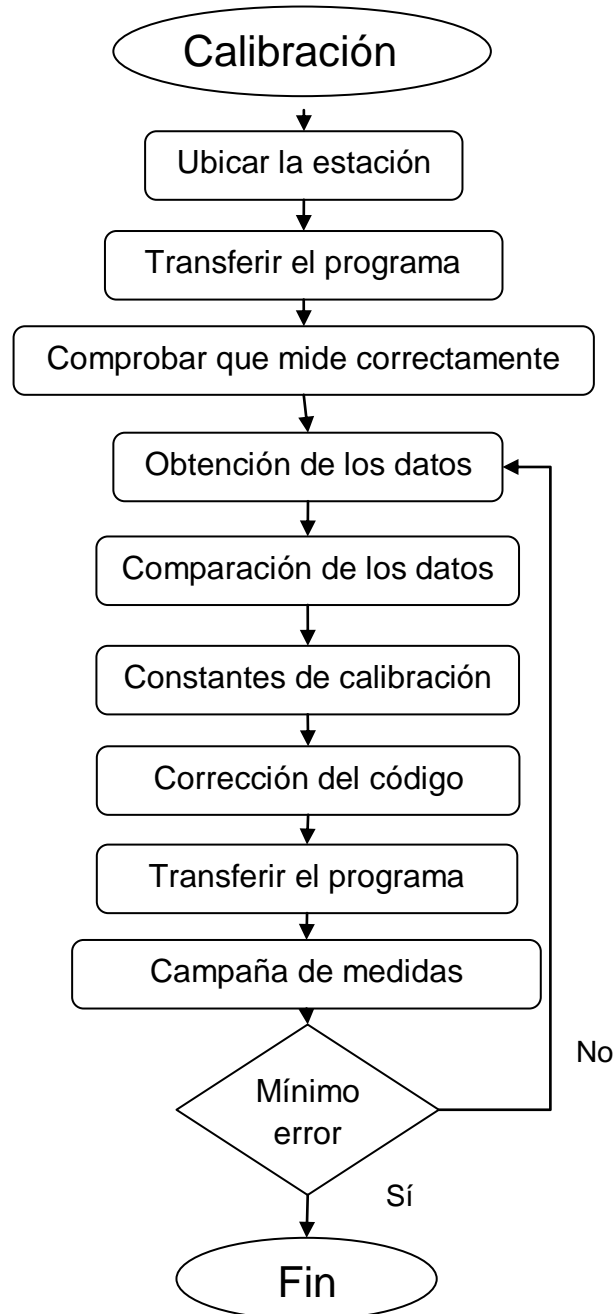 Calibración
Ubicar la estación
Transferir el programa
Comprobar que mide correctamente
Obtención de los datos
Comparación de los datos
Constantes de calibración
Corrección del código
Transferir el programa
Campaña de medidas
No
Mínimo
error
Sí
Fin